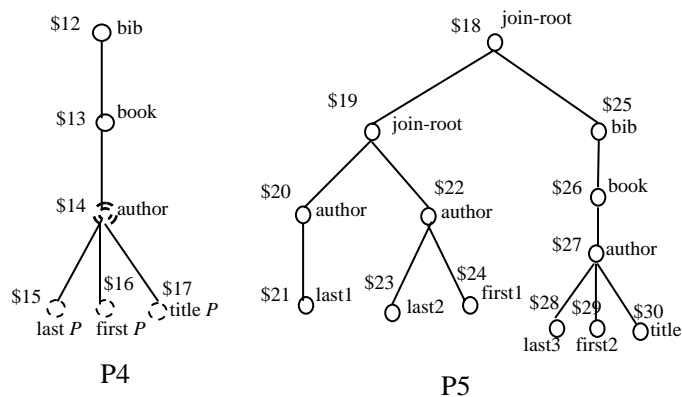 $12 bib
$13 book
$14 author
$15 $16 $17
last P first P title P
P4
$18 join-root
$19 join-root
$25 bib
$20 author
$22 author
$26 book
$27 author
$21 last1
$23 last2
$24 first1
$28 $29 $30
last3 first2 title
P5